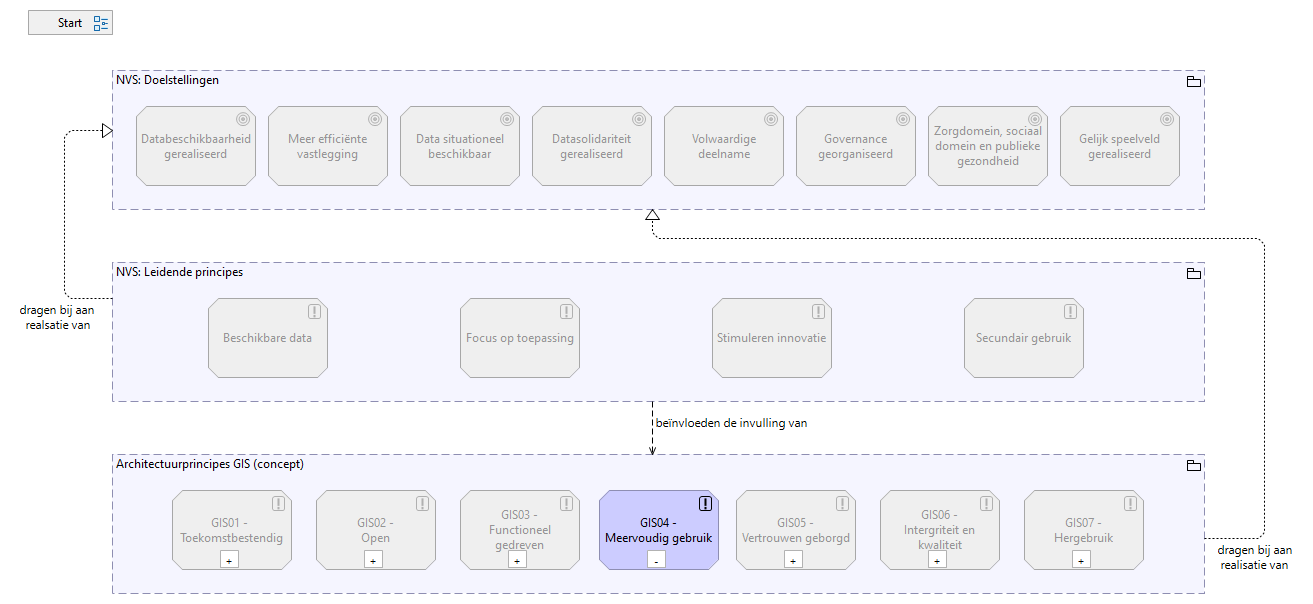 Start
NVS: Doelstellingen
Databeschikbaarheid
gerealiseerd
Meer efficiënte
vastlegging
Data situationeel
beschikbaar
Datasolidariteit
gerealiseerd
Volwaardige
deelname
Governance
georganiseerd
Zorgdomein, sociaal
domein en publieke
gezondheid
Gelijk speelveld
gerealiseerd
NVS: Leidende principes
dragen bij aan
realsatie van
Beschikbare data
Focus op toepassing
Stimuleren innovatie
Secundair gebruik
beïnvloeden de invulling van
Architectuurprincipes GIS (concept)
GIS01 -
Toekomstbestendig
+
GIS02 -
Open
+
GIS03 -
Functioneel
gedreven
+
GIS04 -
Meervoudig gebruik
-
GIS05 -
Vertrouwen geborgd
+
GIS06 -
Intergriteit en
kwaliteit
+
GIS07 -
Hergebruik
+
dragen bij aan
realisatie van